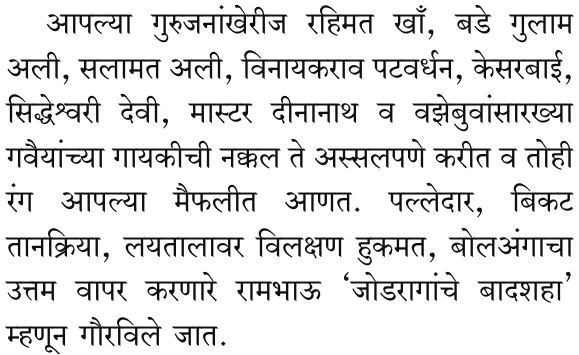 आपल्या गुरुजनांखेरीज रहिमत खाँ, बडे गुलाम
अली, सलामत अली, विनायकराव पटवर्धन, केसरबाई,
सिद्धेश्वरी देवी, मास्टर दीनानाथ व वझेबुवांसारख्या
गवैयांच्या गायकीची नक्कल ते अस्सलपणे करीत व तोही
रंग आपल्या मैफलीत आणत. पल्लेदार, बिकट
तानक्रिया, लयतालावर विलक्षण हुकमत, बोलअंगाचा
उत्तम वापर करणारे रामभाऊ ‘जोडरागांचे बादशहा’
म्हणून गौरविले जात.